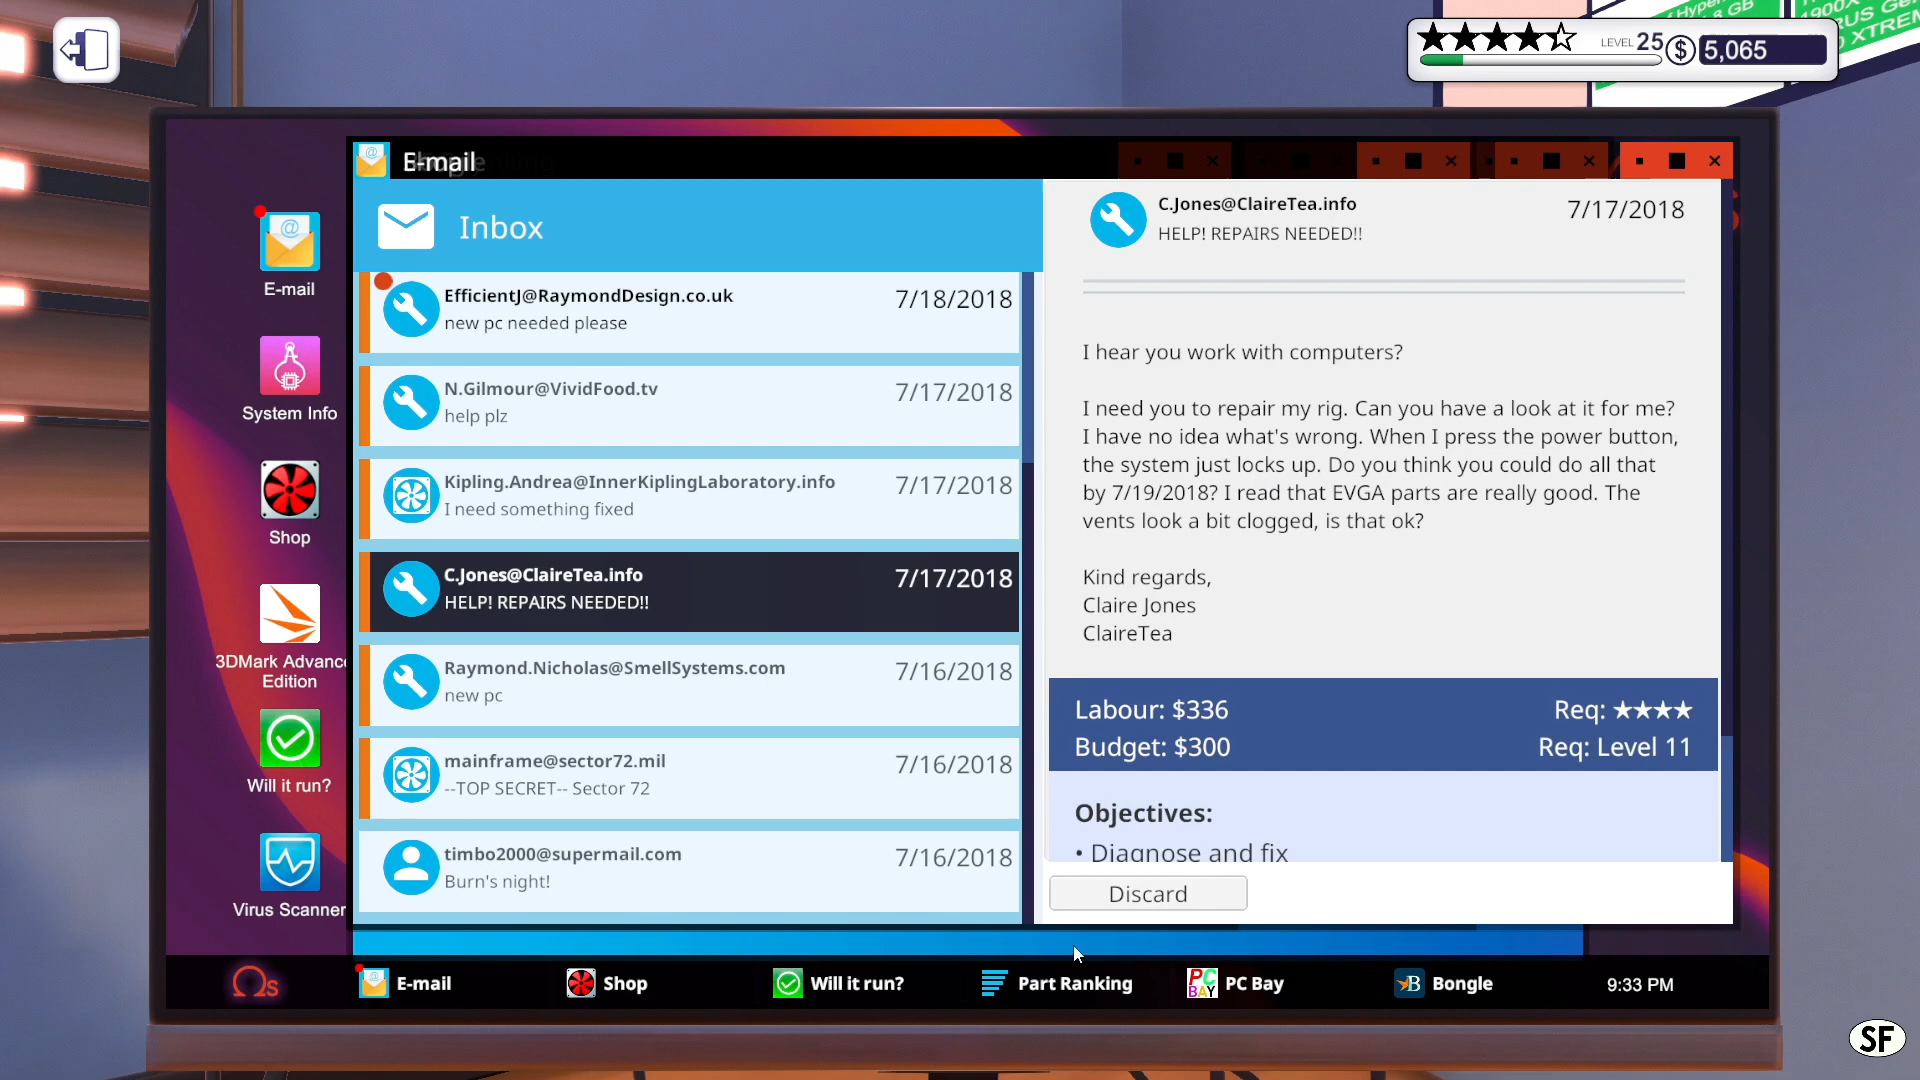 LEVEL 25
$ 5,065
E-mail
Inbox
EfficientJ@RaymondDesign.co.uk
7/18/2018
new pc needed please
N.Gilmour@VividFood.tv
7/17/2018
help plz
Kipling.Andrea@InnerKiplingLaboratory.info
7/17/2018
I need something fixed
C.Jones@ClaireTea.info
7/17/2018
HELP! REPAIRS NEEDED!!
Raymond.Nicholas@SmellSystems.com
7/16/2018
new pc
mainframe@sector72.mil
7/16/2018
--TOP SECRET-- Sector 72
timbo2000@supermail.com
7/16/2018
Burn's night!
C.Jones@ClaireTea.info
7/17/2018
HELP! REPAIRS NEEDED!!
I hear you work with computers?
I need you to repair my rig. Can you have a look at it for me?
I have no idea what's wrong. When I press the power button,
the system just locks up. Do you think you could do all that
by 7/19/2018? I read that EVGA parts are really good. The
vents look a bit clogged, is that ok?
Kind regards,
Claire Jones
ClaireTea
Labour: $336
Req: ★★★★
Budget: $300
Req: Level 11
Objectives:
• Diagnose and fix
Discard
E-mail
System Info
Shop
3DMark Advanc
Edition
Will it run?
Virus Scanner
Ωs
E-mail
Shop
Will it run?
Part Ranking
PC BAY
PC Bay
B
Bongle
9:33 PM
SF